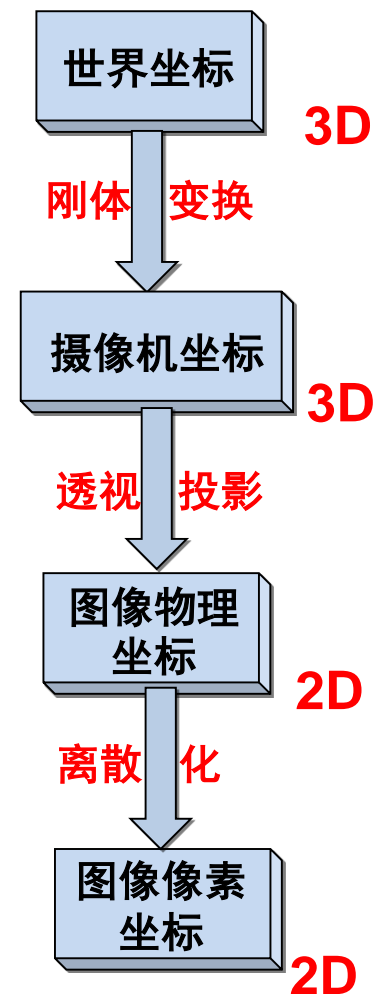 世界坐标
3D
刚体 变换
摄像机坐标
3D
透视 投影
图像物理
坐标
2D
离散 化
图像像素
坐标
2D